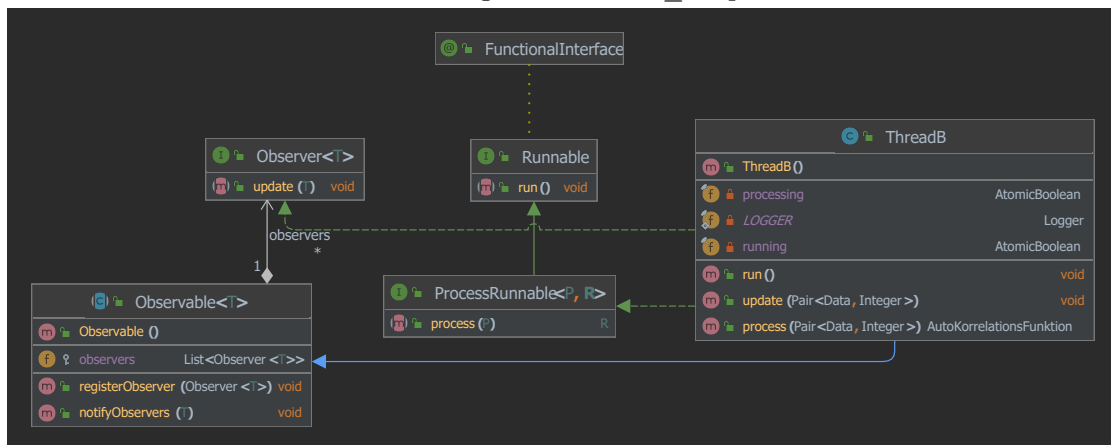 FunctionalInterface
Observer<T>
update (T) void
Runnable
run () void
ThreadB
ThreadB ()
processing AtomicBoolean
LOGGER Logger
running AtomicBoolean
run () void
update (Pair<Data, Integer>) void
process (Pair<Data, Integer>) AutoKorrelationsFunktion
observers
*
1
ProcessRunnable<P, R>
process (P) R
Observable<T>
Observable ()
observers List<Observer <T>>
registerObserver (Observer <T>) void
notifyObservers (T) void